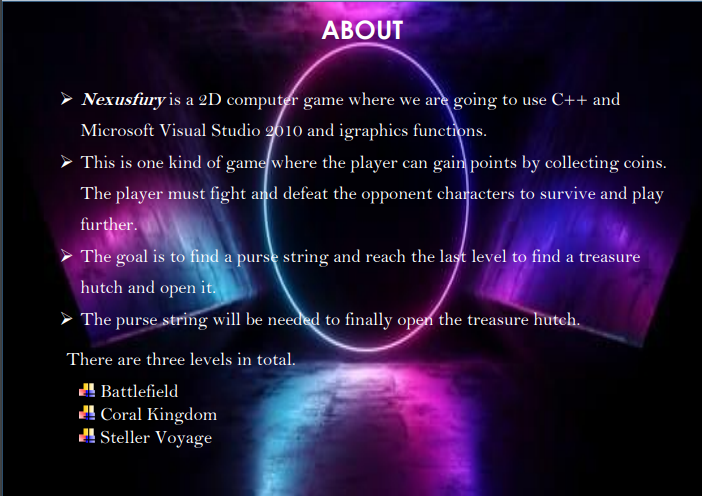 ABOUT
Nexusfury is a 2D computer game where we are going to use C++ and
Microsoft Visual Studio 2010 and igraphics functions.
This is one kind of game where the player can gain points by collecting coins.
The player must fight and defeat the opponent characters to survive and play
further.
The goal is to find a purse string and reach the last level to find a treasure
hutch and open it.
The purse string will be needed to finally open the treasure hutch.
There are three levels in total.
Battlefield
Coral Kingdom
Steller Voyage